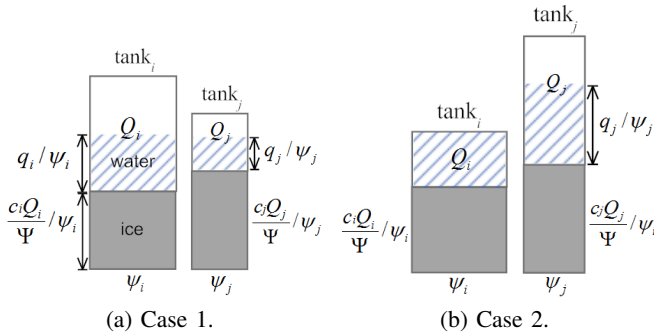 tank_i
tank_j
Q_i
Q_j
q_i/ψ_i
water
q_j/ψ_j
c_iQ_i/Ψ/ψ_i
ice
c_jQ_j/Ψ/ψ_j
ψ_i
ψ_j
(a) Case 1.
tank_j
tank_i
Q_j
q_j/ψ_j
Q_i
c_iQ_i/Ψ/ψ_i
c_jQ_j/Ψ/ψ_j
ψ_i
ψ_j
(b) Case 2.